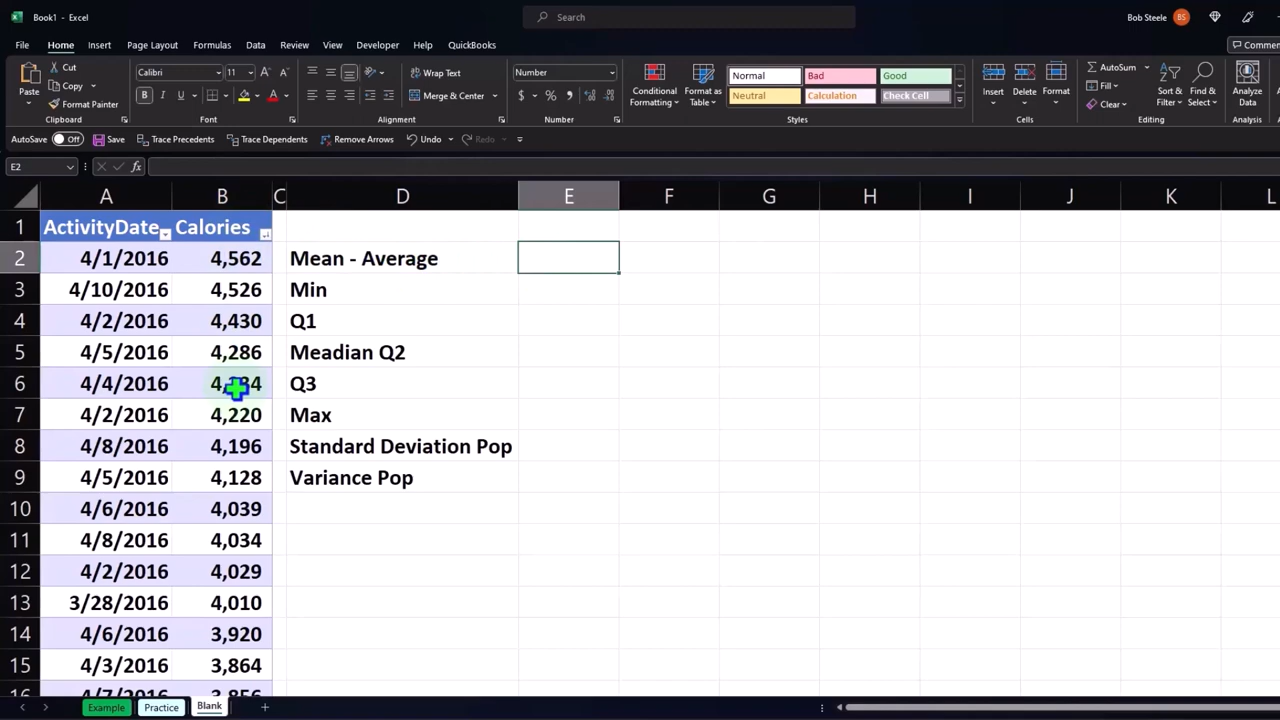 Book1 - Excel
Search
Bob Steele
BS
File
Home
Insert
Page Layout
Formulas
Data
Review
View
Developer
Help
QuickBooks
Comments
Paste
Cut
Copy
Format Painter
Clipboard
Calibri
11
B
I
U
Font
Wrap Text
Merge & Center
Alignment
Number
$
%
Number
Conditional
Formatting
Format as
Table
Normal
Bad
Good
Neutral
Calculation
Check Cell
Styles
Insert
Delete
Format
Cells
AutoSum
Fill
Clear
Sort &
Filter
Find &
Select
Editing
Analyze
Data
Analysis
AutoSave
Off
Save
Trace Precedents
Trace Dependents
Remove Arrows
Undo
Redo
E2
fx
A B C D E F G H I J K L
1 ActivityDate Calories
2 4/1/2016 4,562 Mean - Average
3 4/10/2016 4,526 Min
4 4/2/2016 4,430 Q1
5 4/5/2016 4,286 Meadian Q2
6 4/4/2016 Q3
7 4/2/2016 4,220 Max
8 4/8/2016 4,196 Standard Deviation Pop
9 4/5/2016 4,128 Variance Pop
10 4/6/2016 4,039
11 4/8/2016 4,034
12 4/2/2016 4,029
13 3/28/2016 4,010
14 4/6/2016 3,920
15 4/3/2016 3,864
16 4/7/2016 3,856
Example
Practice
Blank